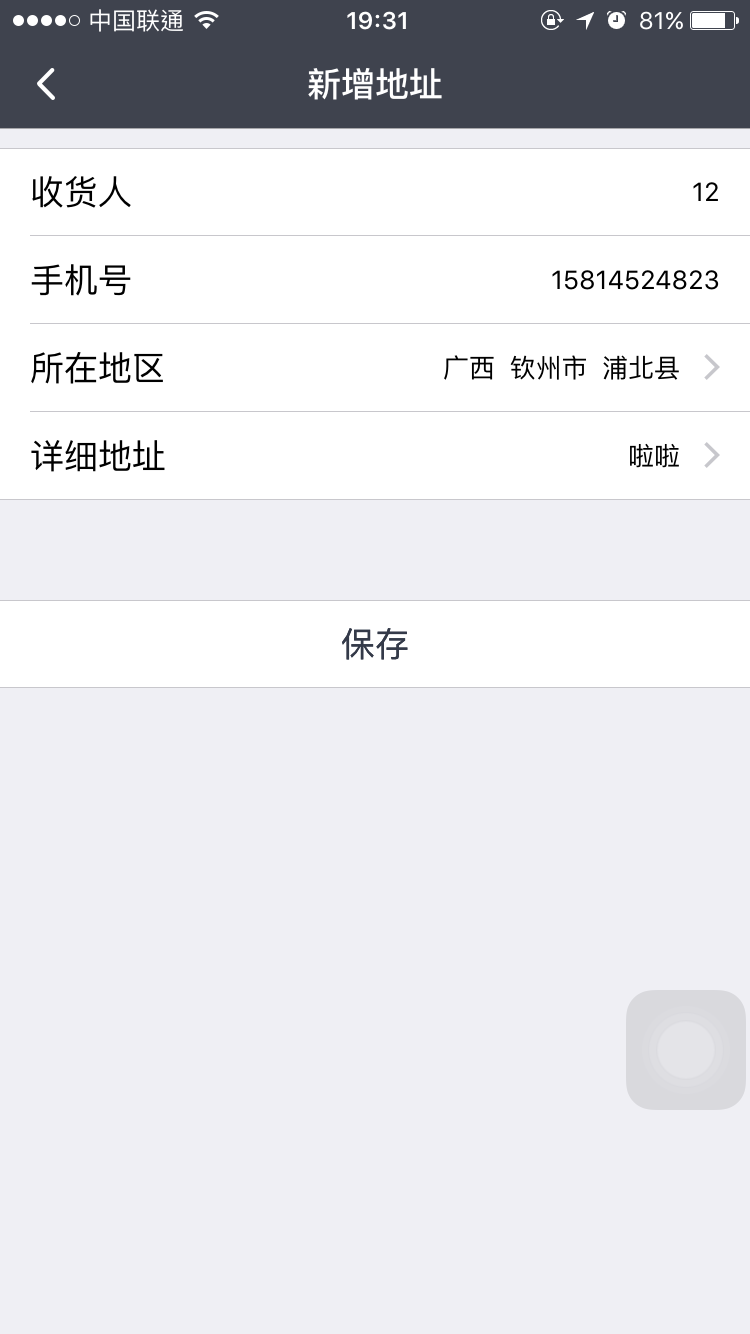 中国联通 19:31 81%
新增地址
收货人 12
手机号 15814524823
所在地区 广西 钦州市 浦北县
详细地址 啦啦
保存